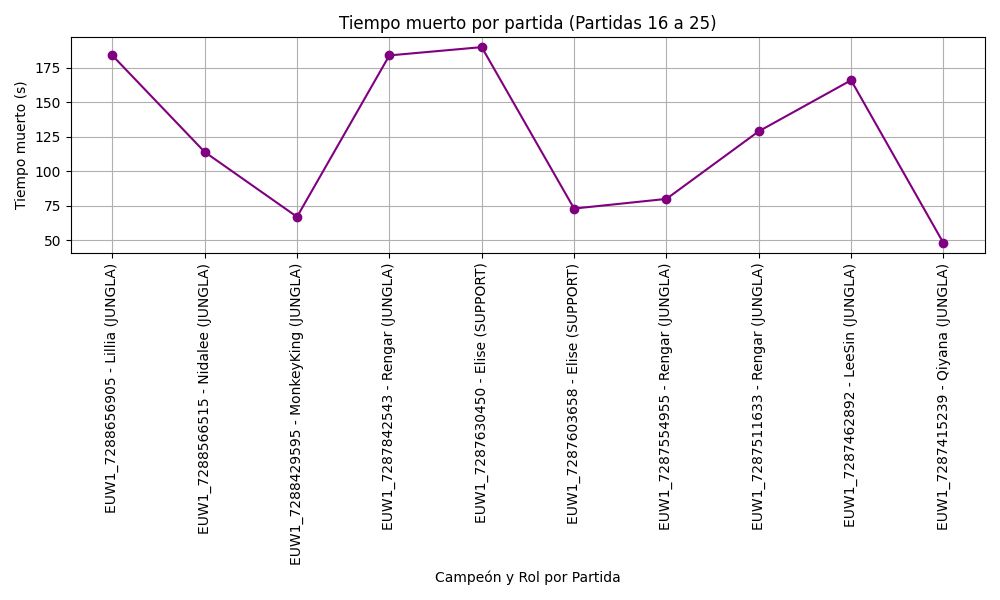 Tiempo muerto por partida (Partidas 16 a 25)
Tiempo muerto (s)
175
150
125
100
75
50
EUW1_7288656905 - Lillia (JUNGLA)
EUW1_7288566515 - Nidalee (JUNGLA)
EUW1_7288429595 - MonkeyKing (JUNGLA)
EUW1_7287842543 - Rengar (JUNGLA)
EUW1_7287630450 - Elise (SUPPORT)
EUW1_7287603658 - Elise (SUPPORT)
EUW1_7287554955 - Rengar (JUNGLA)
EUW1_7287511633 - Rengar (JUNGLA)
EUW1_7287462892 - LeeSin (JUNGLA)
EUW1_7287415239 - Qiyana (JUNGLA)
Campeón y Rol por Partida